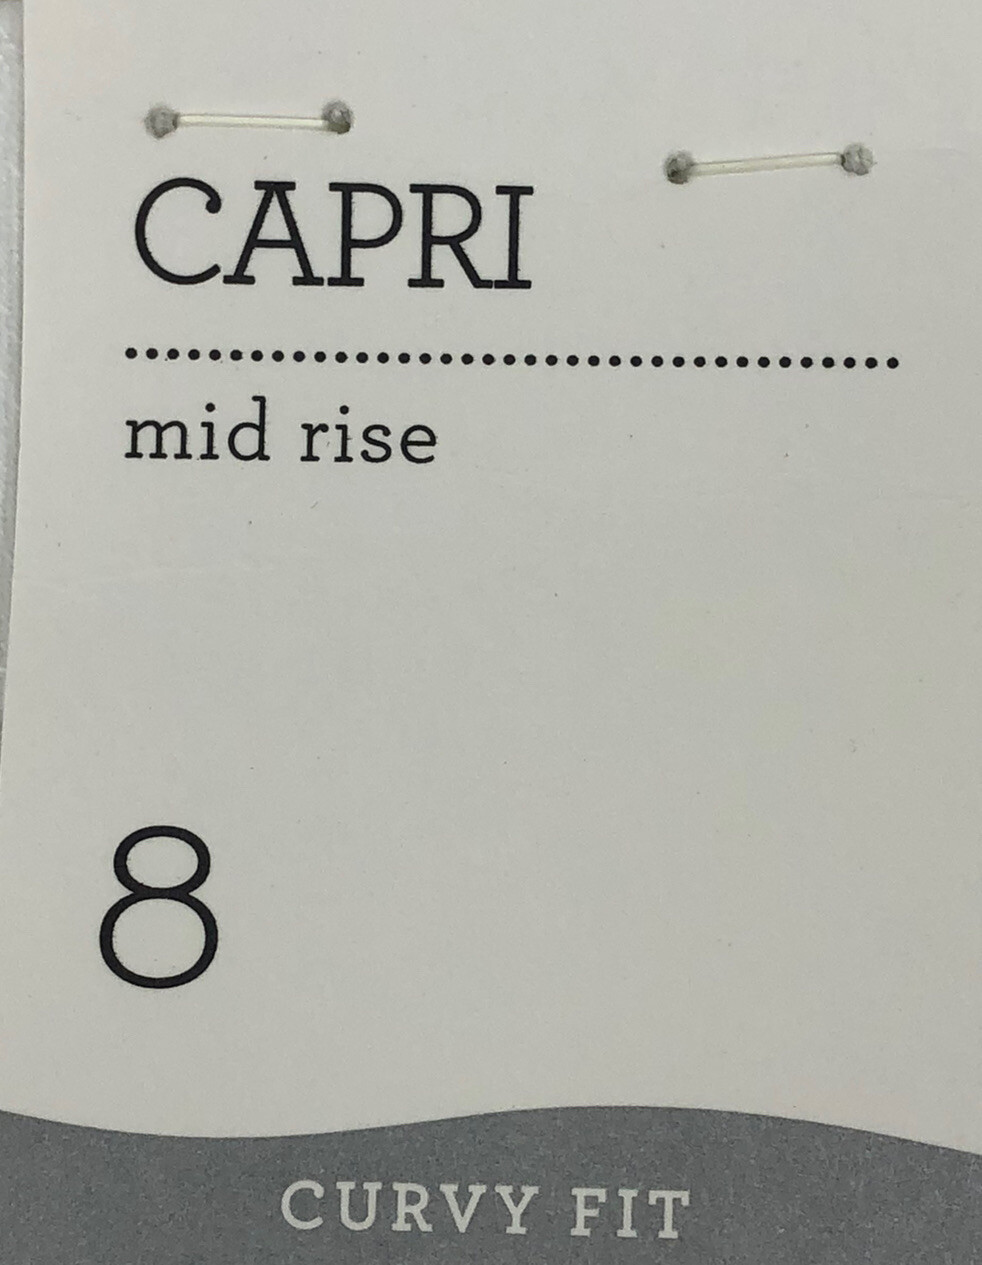 CAPRI
mid rise
8
CURVY FIT